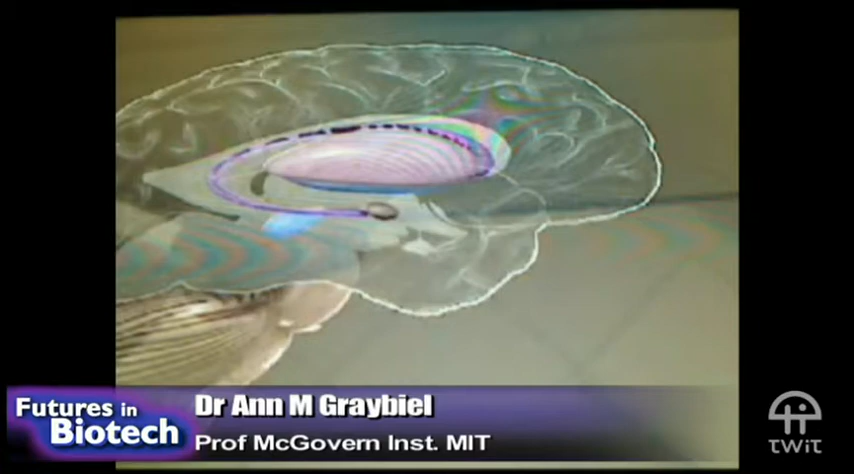 Futures in
Biotech
Dr Ann M Graybiel
Prof McGovern Inst. MIT
TWiT